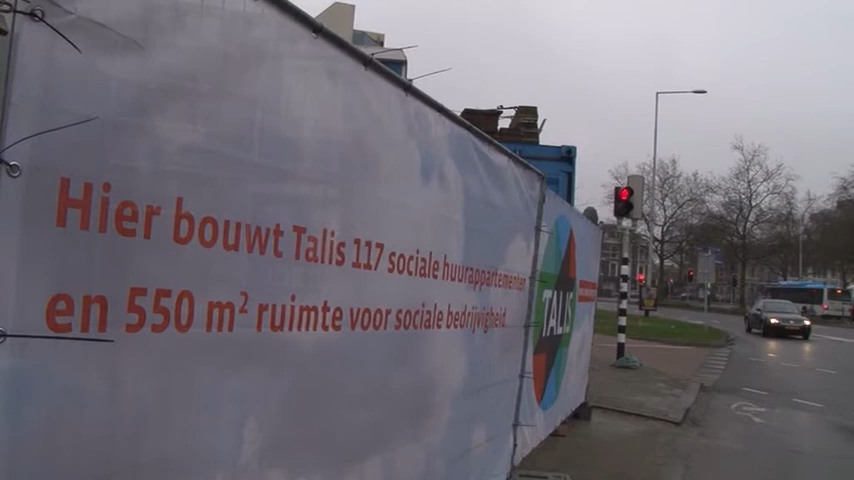 Hier bouwt Talis 117 sociale huurappartementen
en 550 m² ruimte voor sociale bedrijvigheid.
TALIS